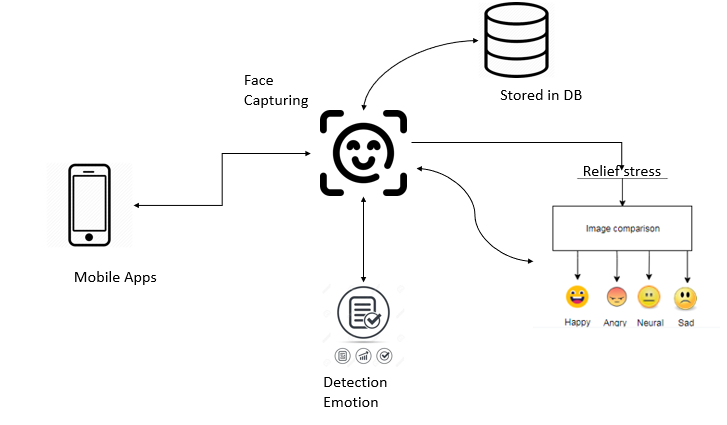 Face
Capturing
Stored in DB
Relief stress
Mobile Apps
Image comparison
Happy Angry Neural Sad
Detection
Emotion